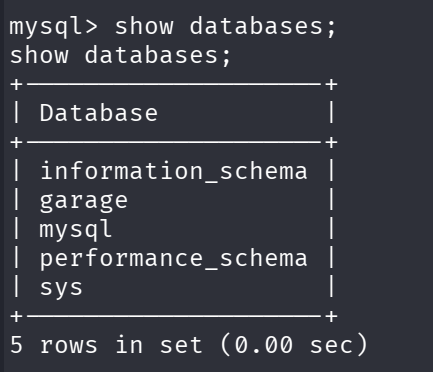 mysql> show databases;
show databases;
+--------------------+
| Database           |
+--------------------+
| information_schema |
| garage             |
| mysql              |
| performance_schema |
| sys                |
+--------------------+
5 rows in set (0.00 sec)